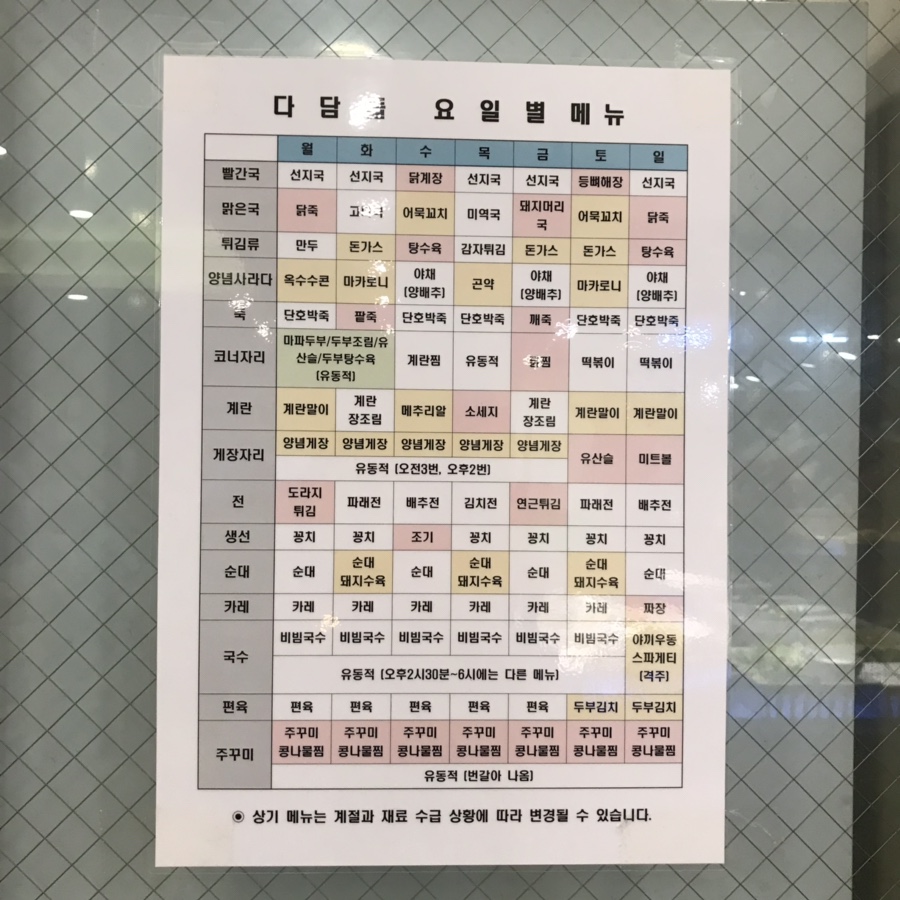 다 담 요 일 별 메 뉴
월 화 수 목 금 토 일
빨간국 선지국 선지국 닭계장 선지국 선지국 등뼈해장 선지국
맑은국 닭죽 어묵꼬치 미역국 돼지머리국 어묵꼬치 닭죽
튀김류 만두 돈가스 탕수육 감자튀김 돈가스 돈가스 탕수육
양념사라다 옥수수콘 마카로니 야채(양배추) 곤약 야채(양배추) 마카로니 야채(양배추)
죽 단호박죽 팥죽 단호박죽 단호박죽 깨죽 단호박죽 단호박죽
코너자리 마파두부/두부조림/유산슬/두부탕수육(유동적) 계란찜 유동적 떡볶이 떡볶이
계란 계란말이 계란장조림 메추리알 소세지 계란장조림 계란말이 계란말이
게장자리 양념게장 양념게장 양념게장 양념게장 양념게장 유산슬 미트볼
유동적 (오전3번, 오후2번)
전 도라지튀김 파래전 배추전 김치전 연근튀김 파래전 배추전
생선 꽁치 꽁치 조기 꽁치 꽁치 꽁치 꽁치
순대 순대 순대돼지수육 순대 순대돼지수육 순대 순대돼지수육 순대
카레 카레 카레 카레 카레 카레 카레 짜장
국수 비빔국수 비빔국수 비빔국수 비빔국수 비빔국수 비빔국수 야끼우동스파게티(격주)
유동적 (오후2시30분~6시에는 다른 메뉴)
편육 편육 편육 편육 편육 편육 두부김치 두부김치
주꾸미 주꾸미콩나물찜 주꾸미콩나물찜 주꾸미콩나물찜 주꾸미콩나물찜 주꾸미콩나물찜 주꾸미콩나물찜 주꾸미콩나물찜
유동적 (번갈아 나옴)
◉ 상기 메뉴는 계절과 재료 수급 상황에 따라 변경될 수 있습니다.